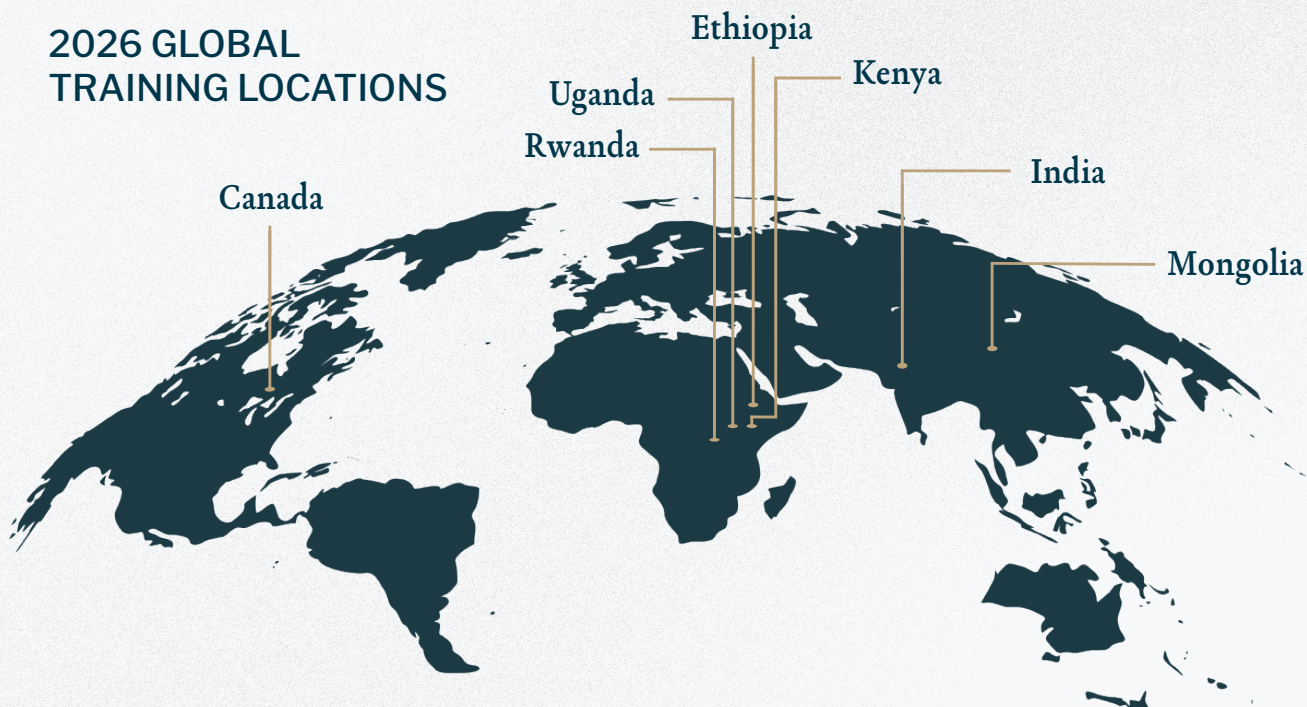 2026 GLOBAL
TRAINING LOCATIONS
Ethiopia
Kenya
Uganda
Rwanda
India
Canada
Mongolia